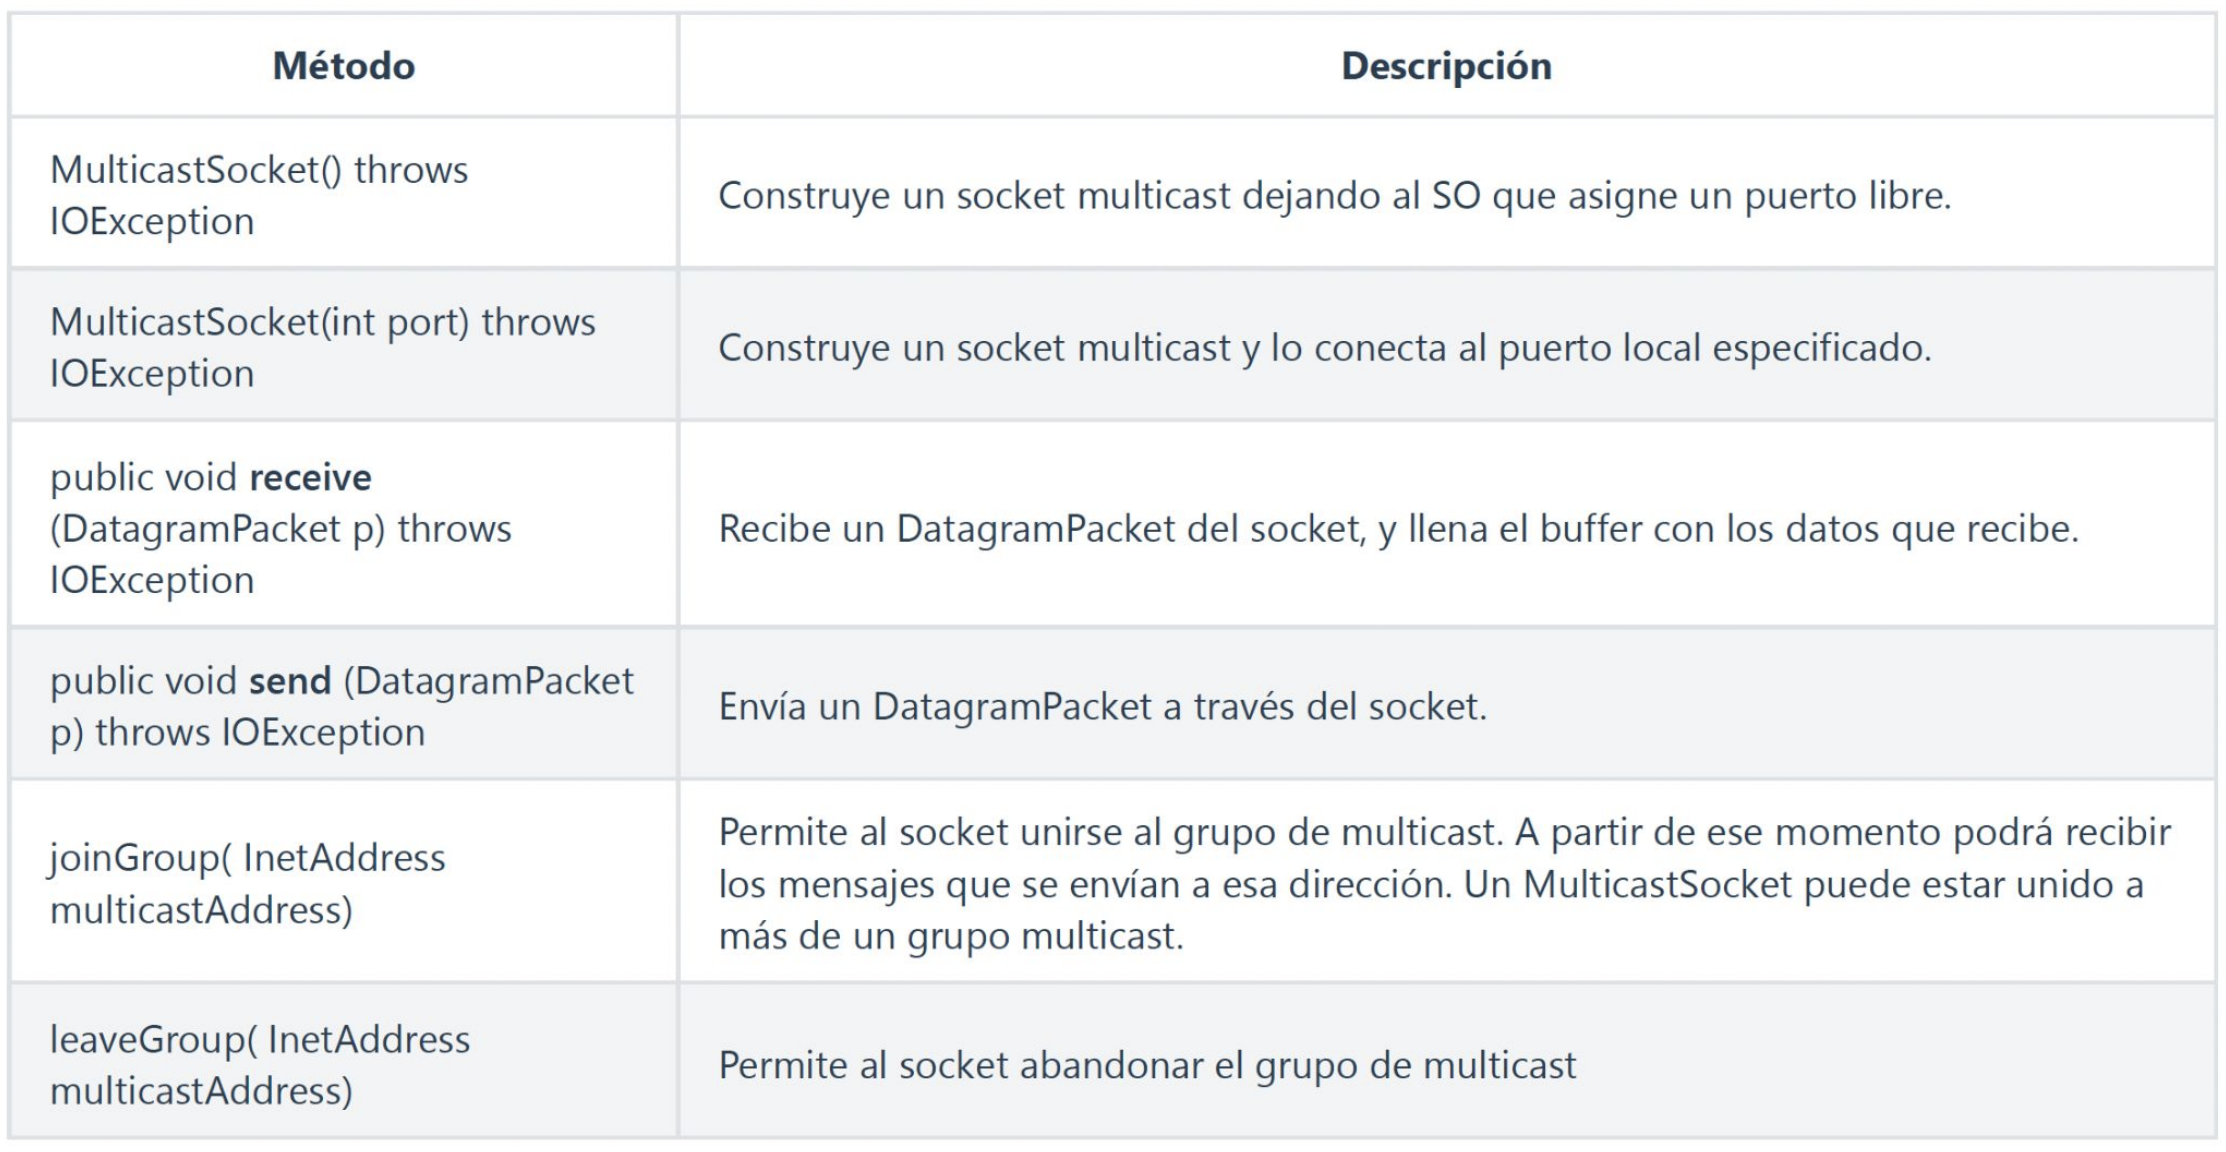 Método
Descripción
MulticastSocket() throws
IOException
Construye un socket multicast dejando al SO que asigne un puerto libre.
MulticastSocket(int port) throws
IOException
Construye un socket multicast y lo conecta al puerto local especificado.
public void receive
(DatagramPacket p) throws
IOException
Recibe un DatagramPacket del socket, y llena el buffer con los datos que recibe.
public void send (DatagramPacket
p) throws IOException
Envía un DatagramPacket a través del socket.
joinGroup( InetAddress
multicastAddress)
Permite al socket unirse al grupo de multicast. A partir de ese momento podrá recibir
los mensajes que se envían a esa dirección. Un MulticastSocket puede estar unido a
más de un grupo multicast.
leaveGroup( InetAddress
multicastAddress)
Permite al socket abandonar el grupo de multicast